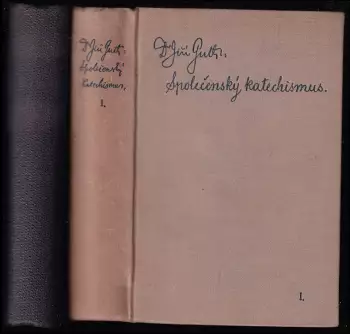 Dr Jiří Guth:
Společenský
katechismus.
I.
Dr Jiří Guth:
Společenský katechismus.
I.